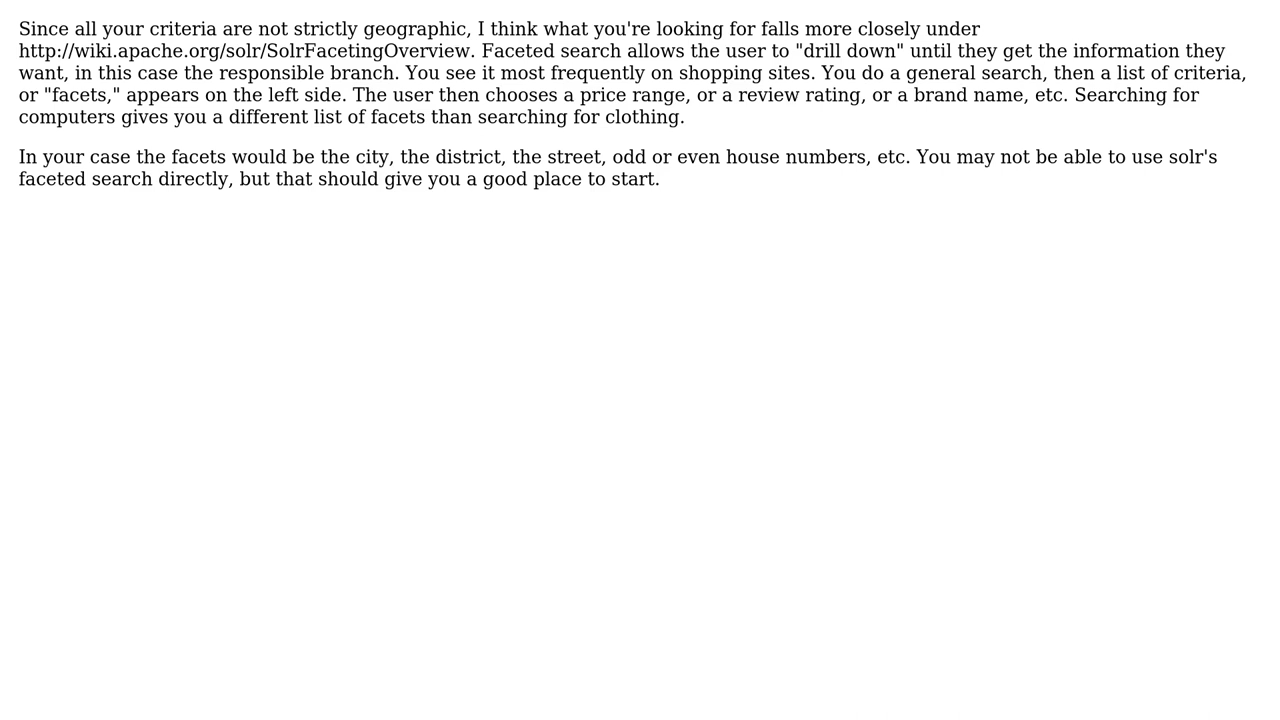 Since all your criteria are not strictly geographic, I think what you're looking for falls more closely under
http://wiki.apache.org/solr/SolrFacetingOverview. Faceted search allows the user to "drill down" until they get the information they
want, in this case the responsible branch. You see it most frequently on shopping sites. You do a general search, then a list of criteria,
or "facets," appears on the left side. The user then chooses a price range, or a review rating, or a brand name, etc. Searching for
computers gives you a different list of facets than searching for clothing.
In your case the facets would be the city, the district, the street, odd or even house numbers, etc. You may not be able to use solr's
faceted search directly, but that should give you a good place to start.